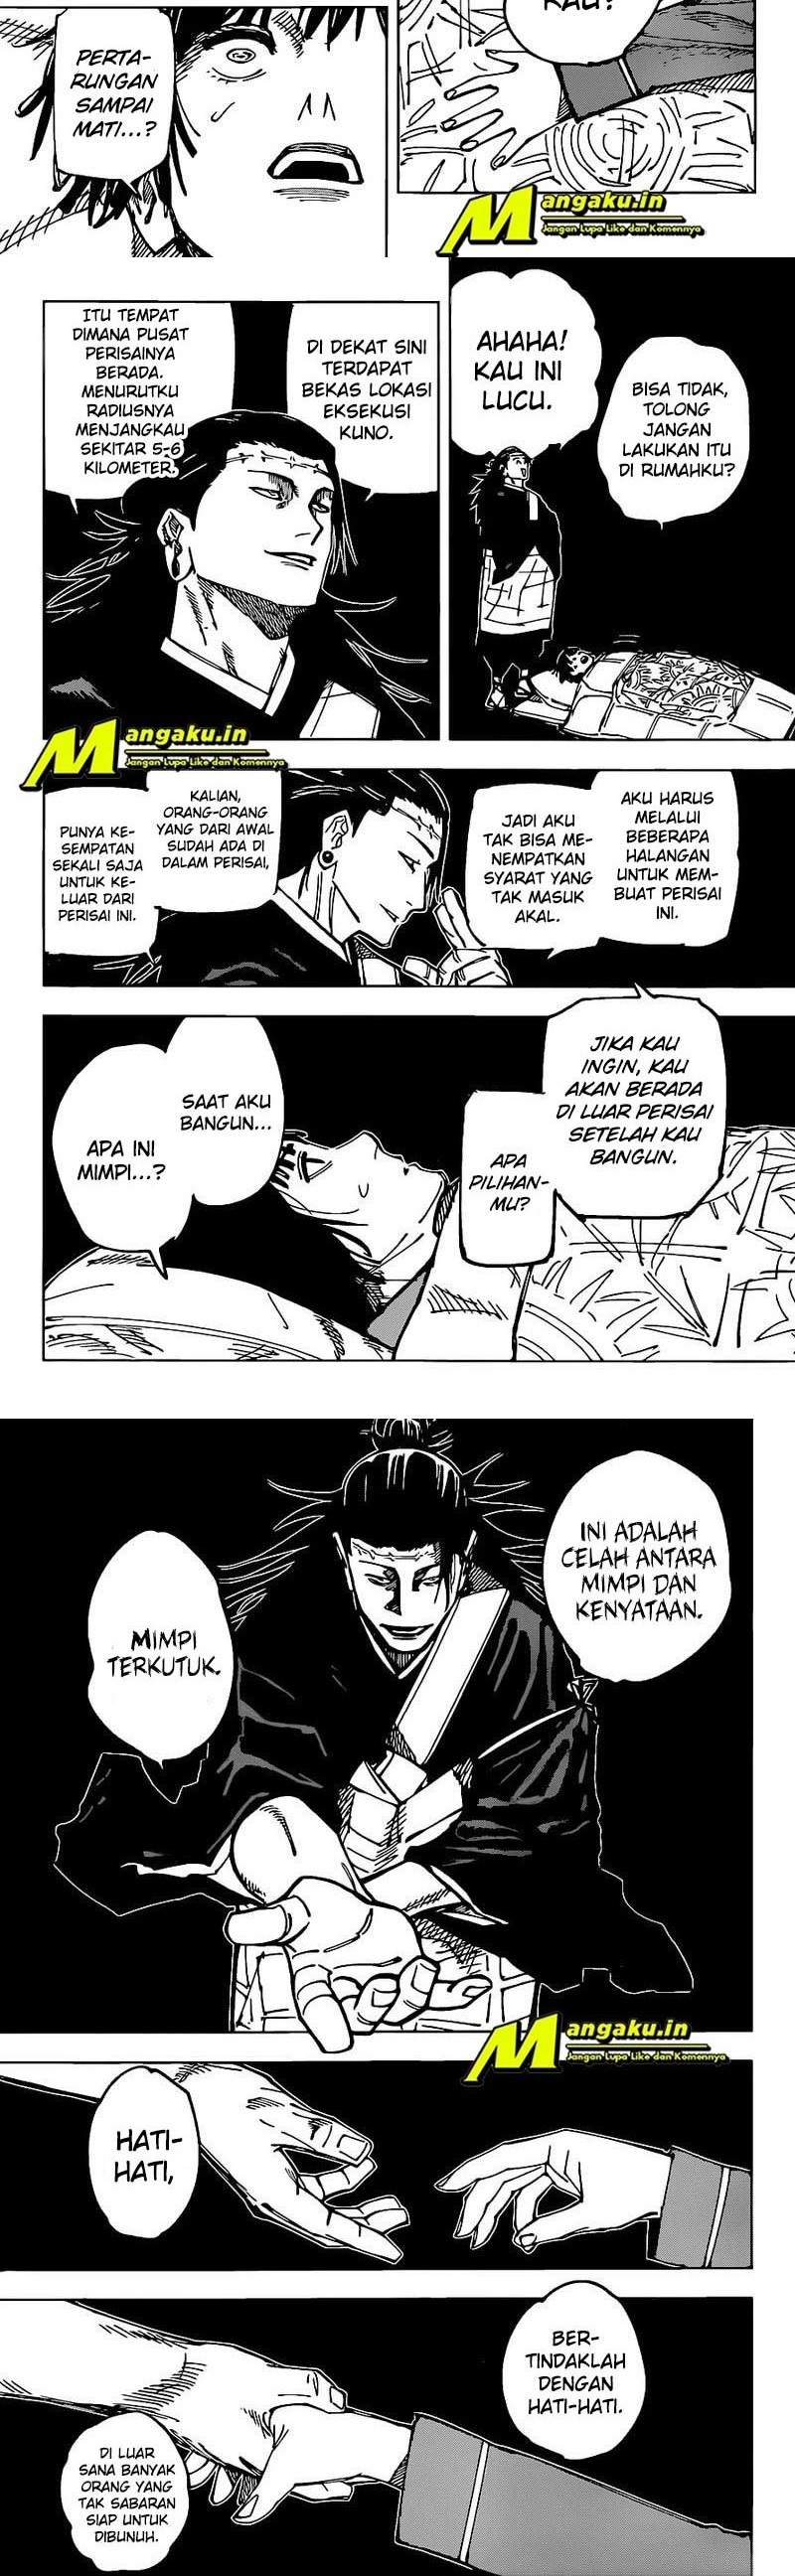 KAU?
PERTA-
RUNGAN
SAMPAI
MATI...?
Mangaku.in
Jangan Lupa Like dan Komennya
BISA TIDAK,
TOLONG
JANGAN
LAKUKAN ITU
DI RUMAHKU?
AHAHA!
KAU INI
LUCU.
DI DEKAT SINI
TERDAPAT
BEKAS LOKASI
EKSEKUSI
KUNO.
ITU TEMPAT
DIMANA PUSAT
PERISAINYA
BERADA.
MENURUTKU
RADIUSNYA
MENJANGKAU
SEKITAR 5-6
KILOMETER.
Mangaku.in
Jangan Lupa Like dan Komennya
AKU HARUS
MELALUI
BEBERAPA
HALANGAN
UNTUK MEM-
BUAT PERISAI
INI.
JADI AKU
TAK BISA ME-
NEMPATKAN
SYARAT YANG
TAK MASUK
AKAL.
KALIAN,
ORANG-ORANG
YANG DARI AWAL
SUDAH ADA DI
DALAM PERISAI,
PUNYA KE-
SEMPATAN
SEKALI SAJA
UNTUK KE-
LUAR DARI
PERISAI INI.
JIKA KAU
INGIN, KAU
AKAN BERADA
DI LUAR PERISAI
SETELAH KAU
BANGUN.
APA
PILIHAN-
MU?
SAAT AKU
BANGUN...
APA INI
MIMPI...?
INI ADALAH
CELAH ANTARA
MIMPI DAN
KENYATAAN.
MIMPI
TERKUTUK.
Mangaku.in
Jangan Lupa Like dan Komennya
HATI-
HATI,
BER-
TINDAKLAH
DENGAN
HATI-HATI.
DI LUAR
SANA BANYAK
ORANG YANG
TAK SABARAN
SIAP UNTUK
DIBUNUH.